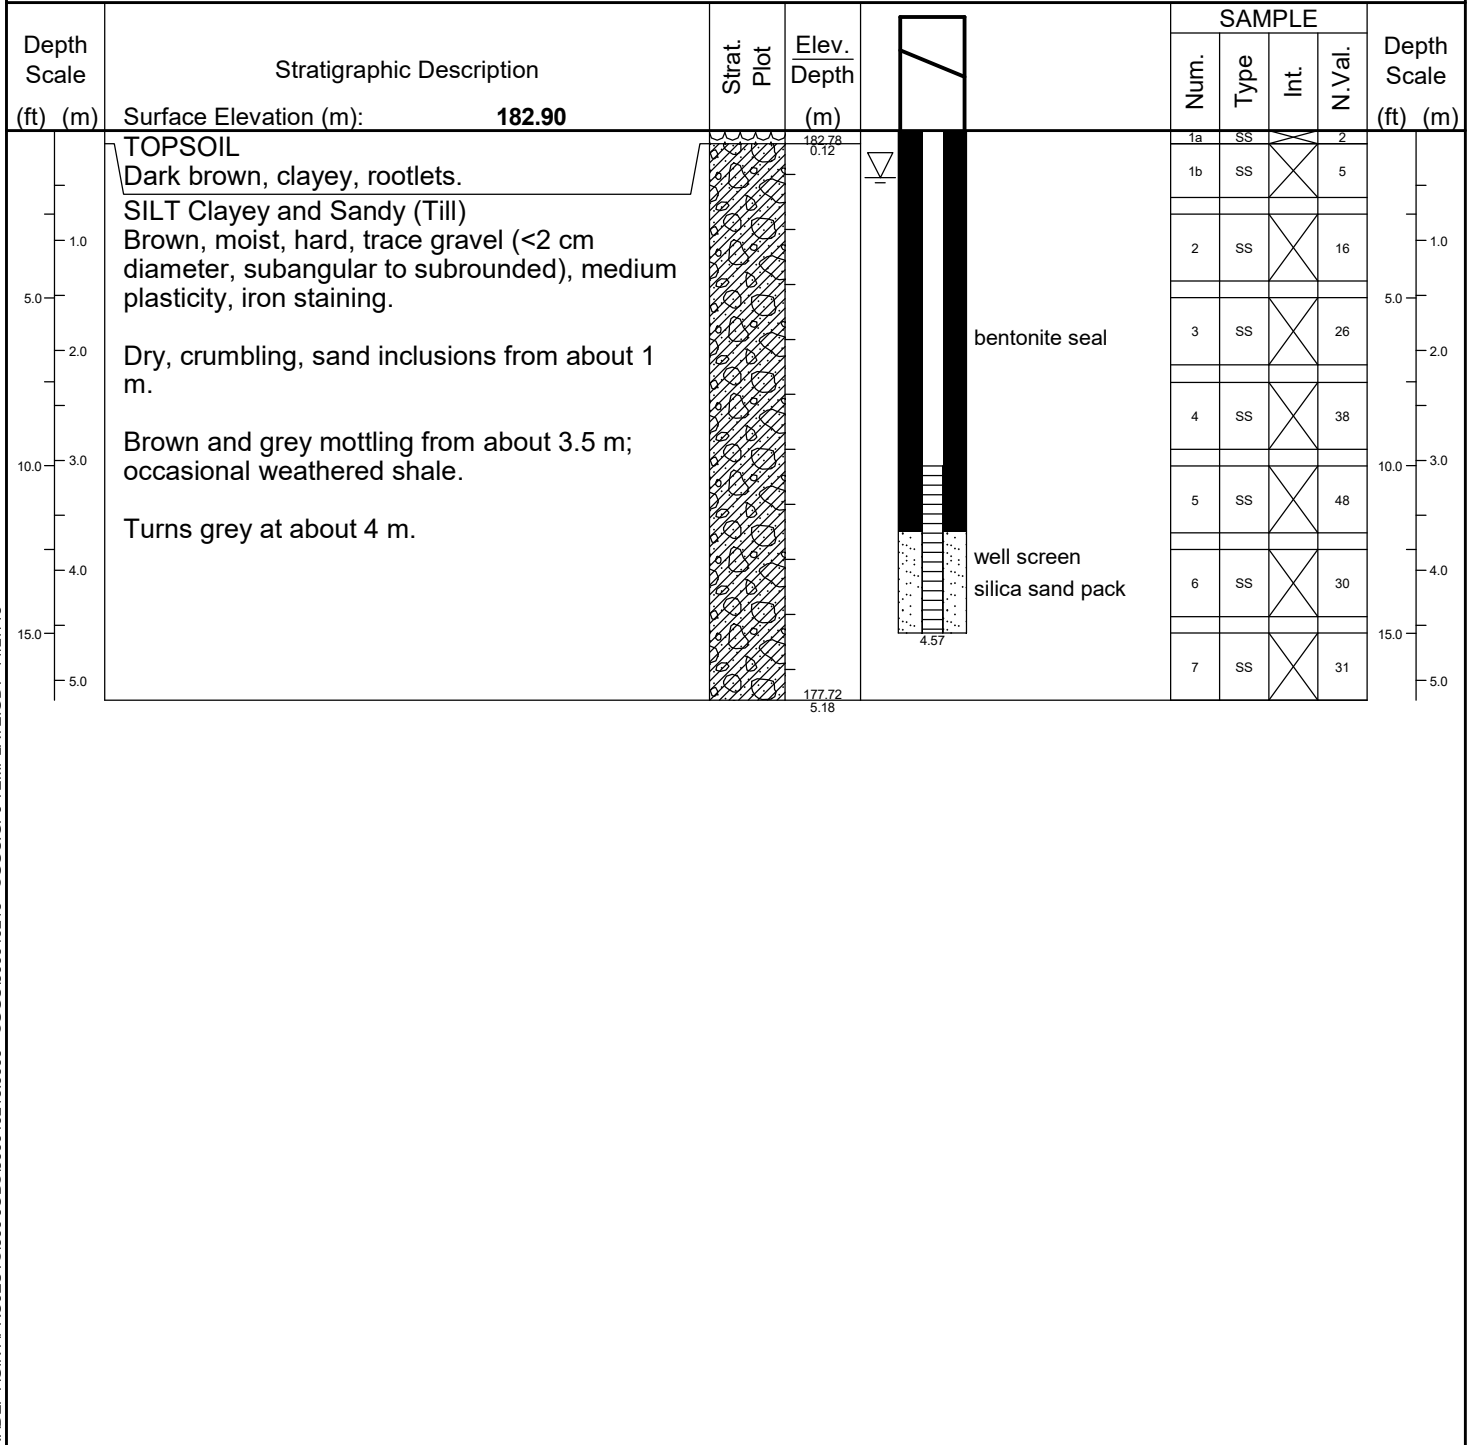 SAMPLE
Depth Scale
(ft) (m)
Stratigraphic Description
Surface Elevation (m): 182.90
Strat. Plot
Elev.
Depth
(m)
Num.
Type
Int.
N.Val.
Depth Scale
(ft) (m)
TOPSOIL
Dark brown, clayey, rootlets.
SILT Clayey and Sandy (Till)
Brown, moist, hard, trace gravel (<2 cm
diameter, subangular to subrounded), medium
plasticity, iron staining.
Dry, crumbling, sand inclusions from about 1
m.
Brown and grey mottling from about 3.5 m;
occasional weathered shale.
Turns grey at about 4 m.
1.0
5.0
2.0
10.0
3.0
4.0
15.0
5.0
182.78
0.12
177.72
5.18
bentonite seal
well screen
silica sand pack
4.57
1a SS 2
1b SS 5
2 SS 16
3 SS 26
4 SS 38
5 SS 48
6 SS 30
7 SS 31
1.0
5.0
2.0
10.0
3.0
4.0
15.0
5.0